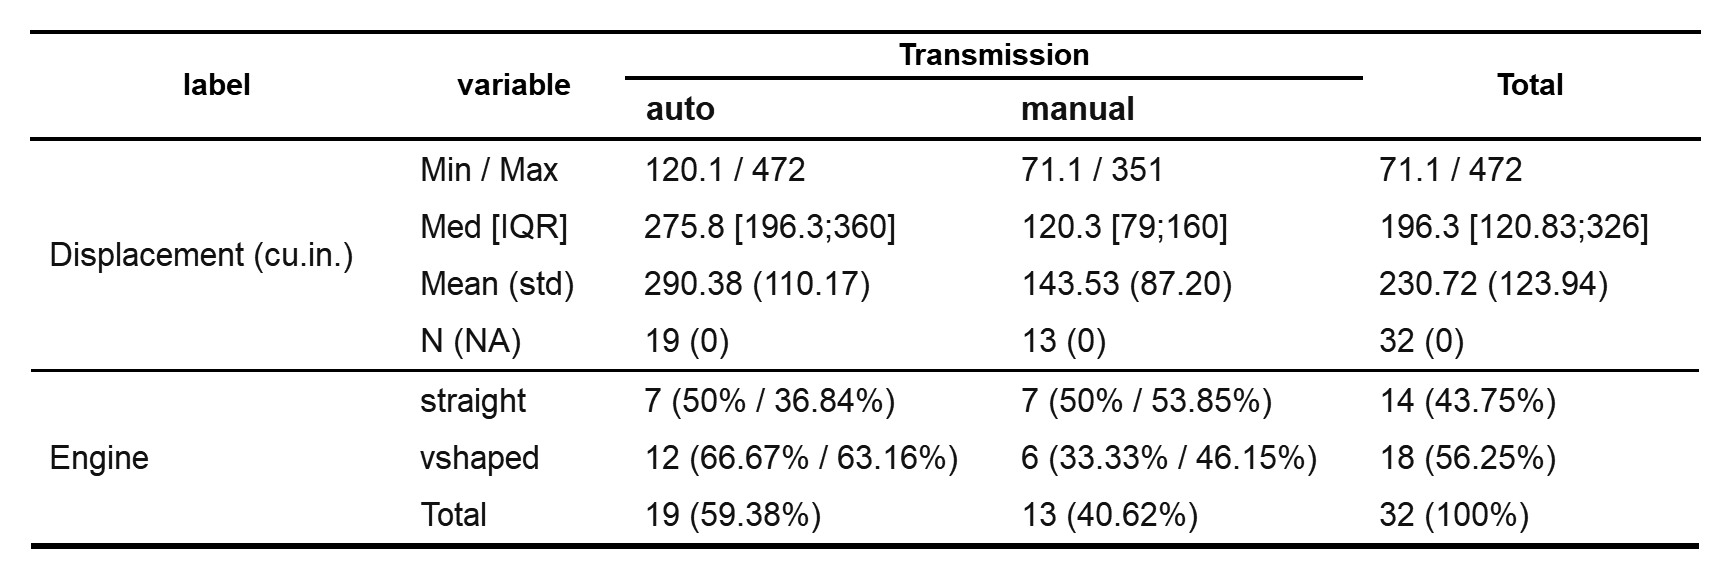 label variable Transmission Total
auto manual
Displacement (cu.in.) Min / Max 120.1 / 472 71.1 / 351 71.1 / 472
Med [IQR] 275.8 [196.3;360] 120.3 [79;160] 196.3 [120.83;326]
Mean (std) 290.38 (110.17) 143.53 (87.20) 230.72 (123.94)
N (NA) 19 (0) 13 (0) 32 (0)
Engine straight 7 (50% / 36.84%) 7 (50% / 53.85%) 14 (43.75%)
vshaped 12 (66.67% / 63.16%) 6 (33.33% / 46.15%) 18 (56.25%)
Total 19 (59.38%) 13 (40.62%) 32 (100%)